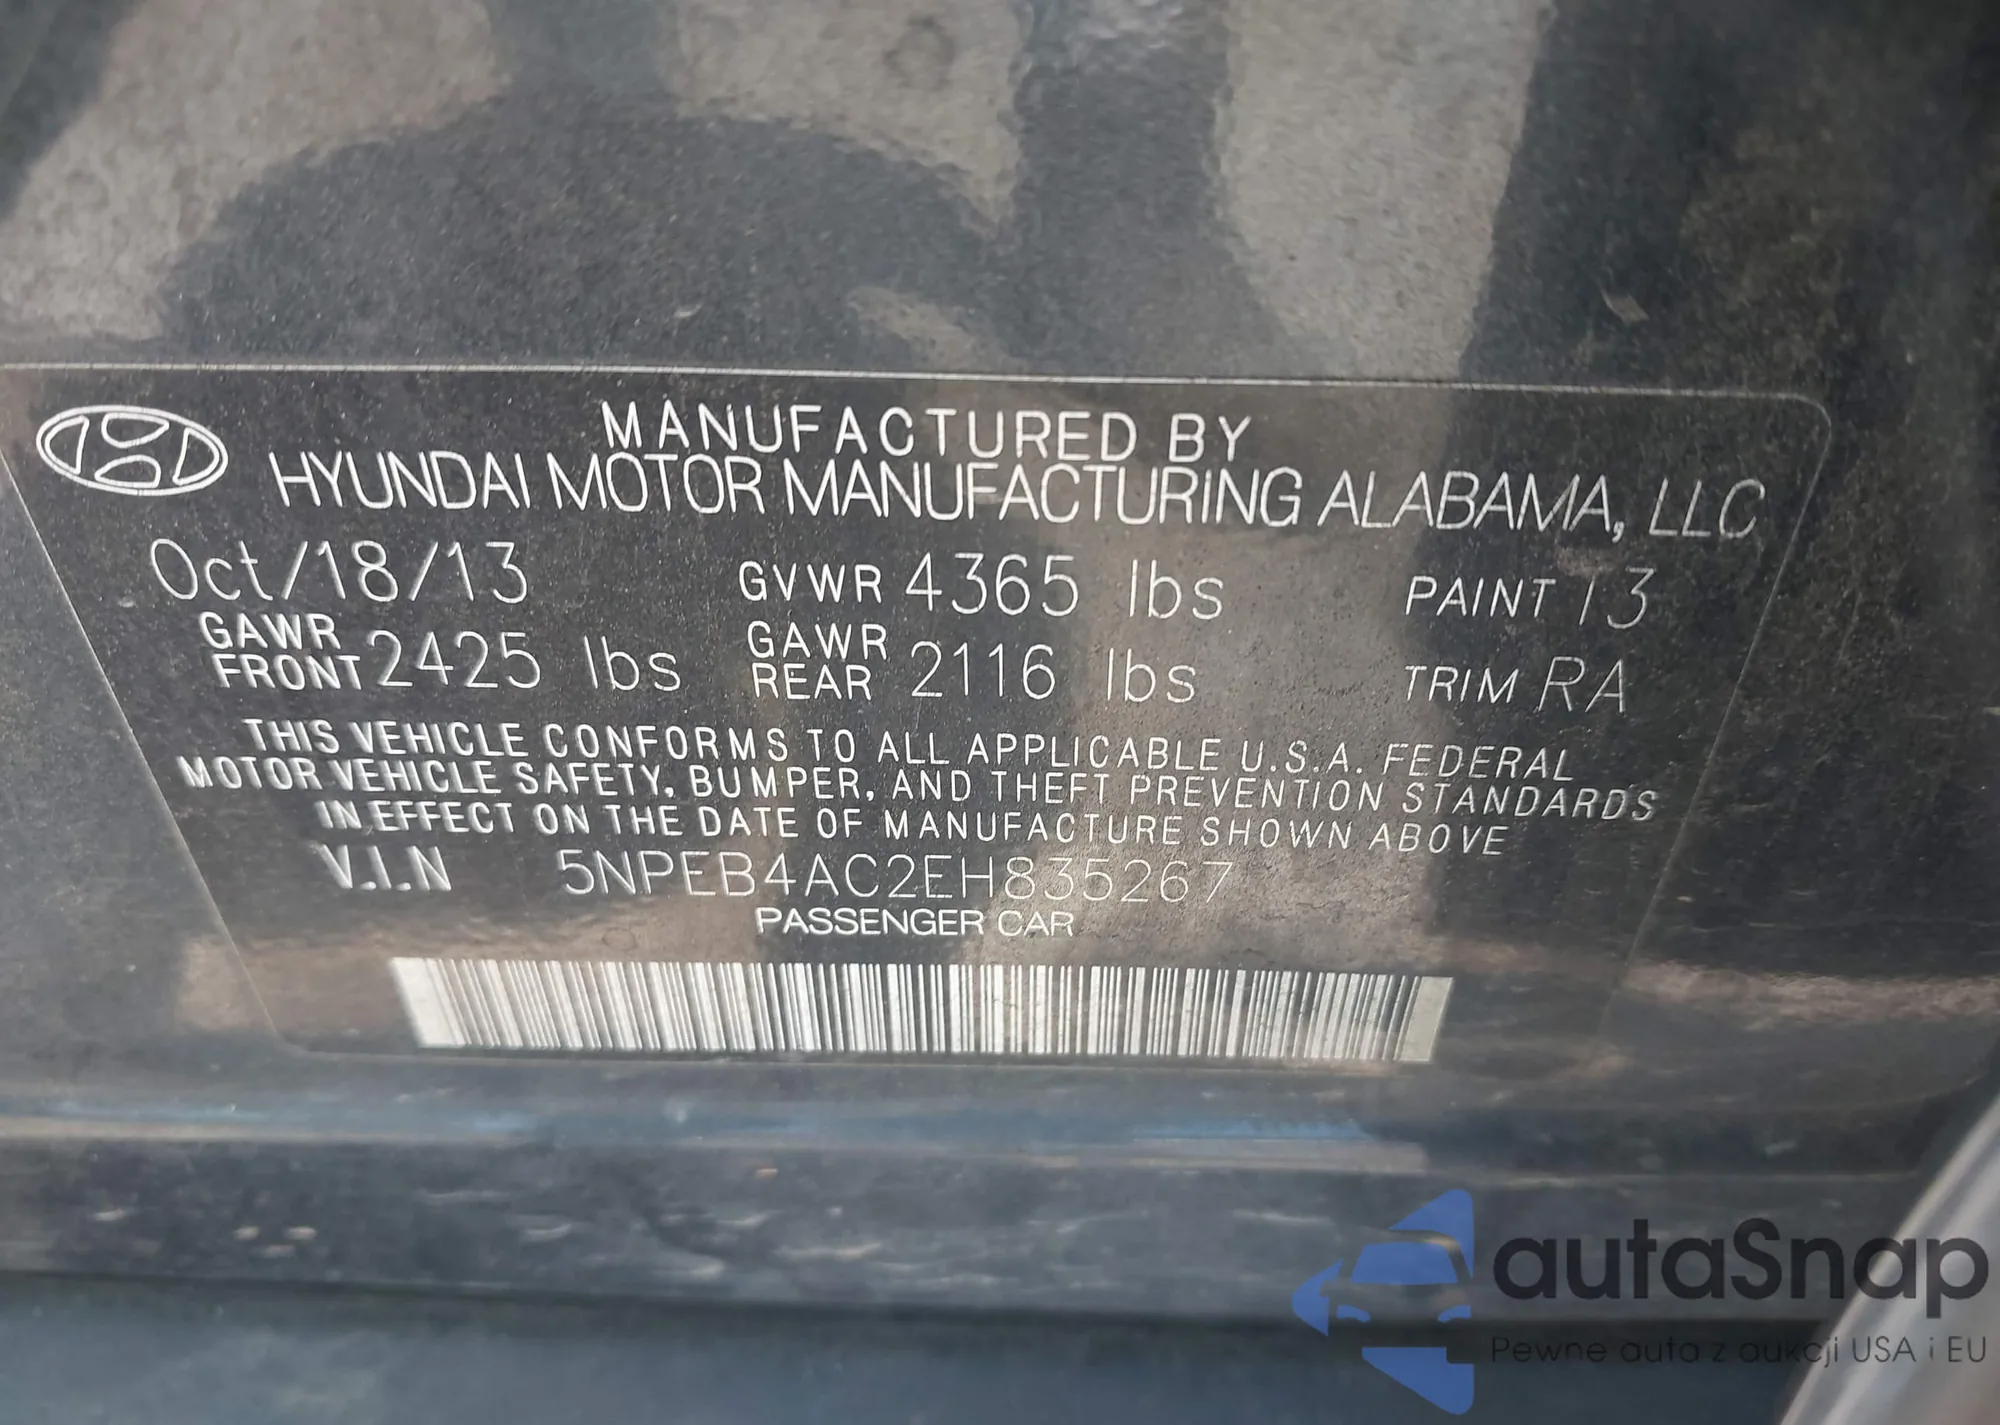 MANUFACTURED BY
HYUNDAI MOTOR MANUFACTURING ALABAMA, LLC
Oct/18/13 GVWR 4365 lbs PAINT 13
GAWR FRONT 2425 lbs GAWR REAR 2116 lbs TRIM RA
THIS VEHICLE CONFORMS TO ALL APPLICABLE U.S.A. FEDERAL
MOTOR VEHICLE SAFETY, BUMPER, AND THEFT PREVENTION STANDARDS
IN EFFECT ON THE DATE OF MANUFACTURE SHOWN ABOVE
V.I.N 5NPEB4AC2EH835267
PASSENGER CAR
autaSnap
Pewne auta z aukcji USA i EU